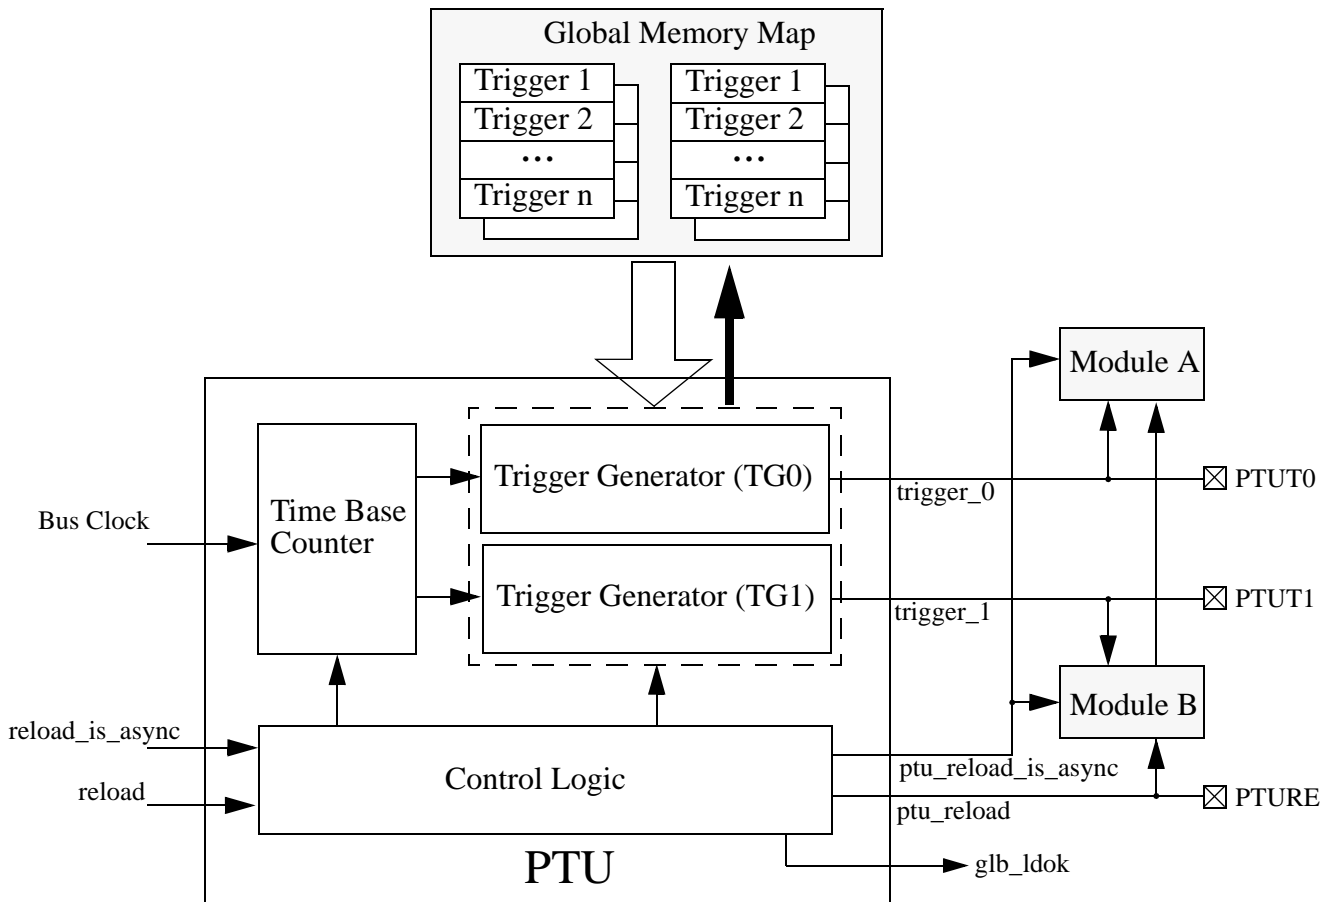 Global Memory Map
Trigger 1
Trigger 2
...
Trigger n
Trigger 1
Trigger 2
...
Trigger n
Module A
Trigger Generator (TG0)
trigger_0
PTUT0
Bus Clock
Time Base
Counter
Trigger Generator (TG1)
trigger_1
PTUT1
Module B
reload_is_async
reload
Control Logic
ptu_reload_is_async
ptu_reload
PTURE
glb_ldok
PTU